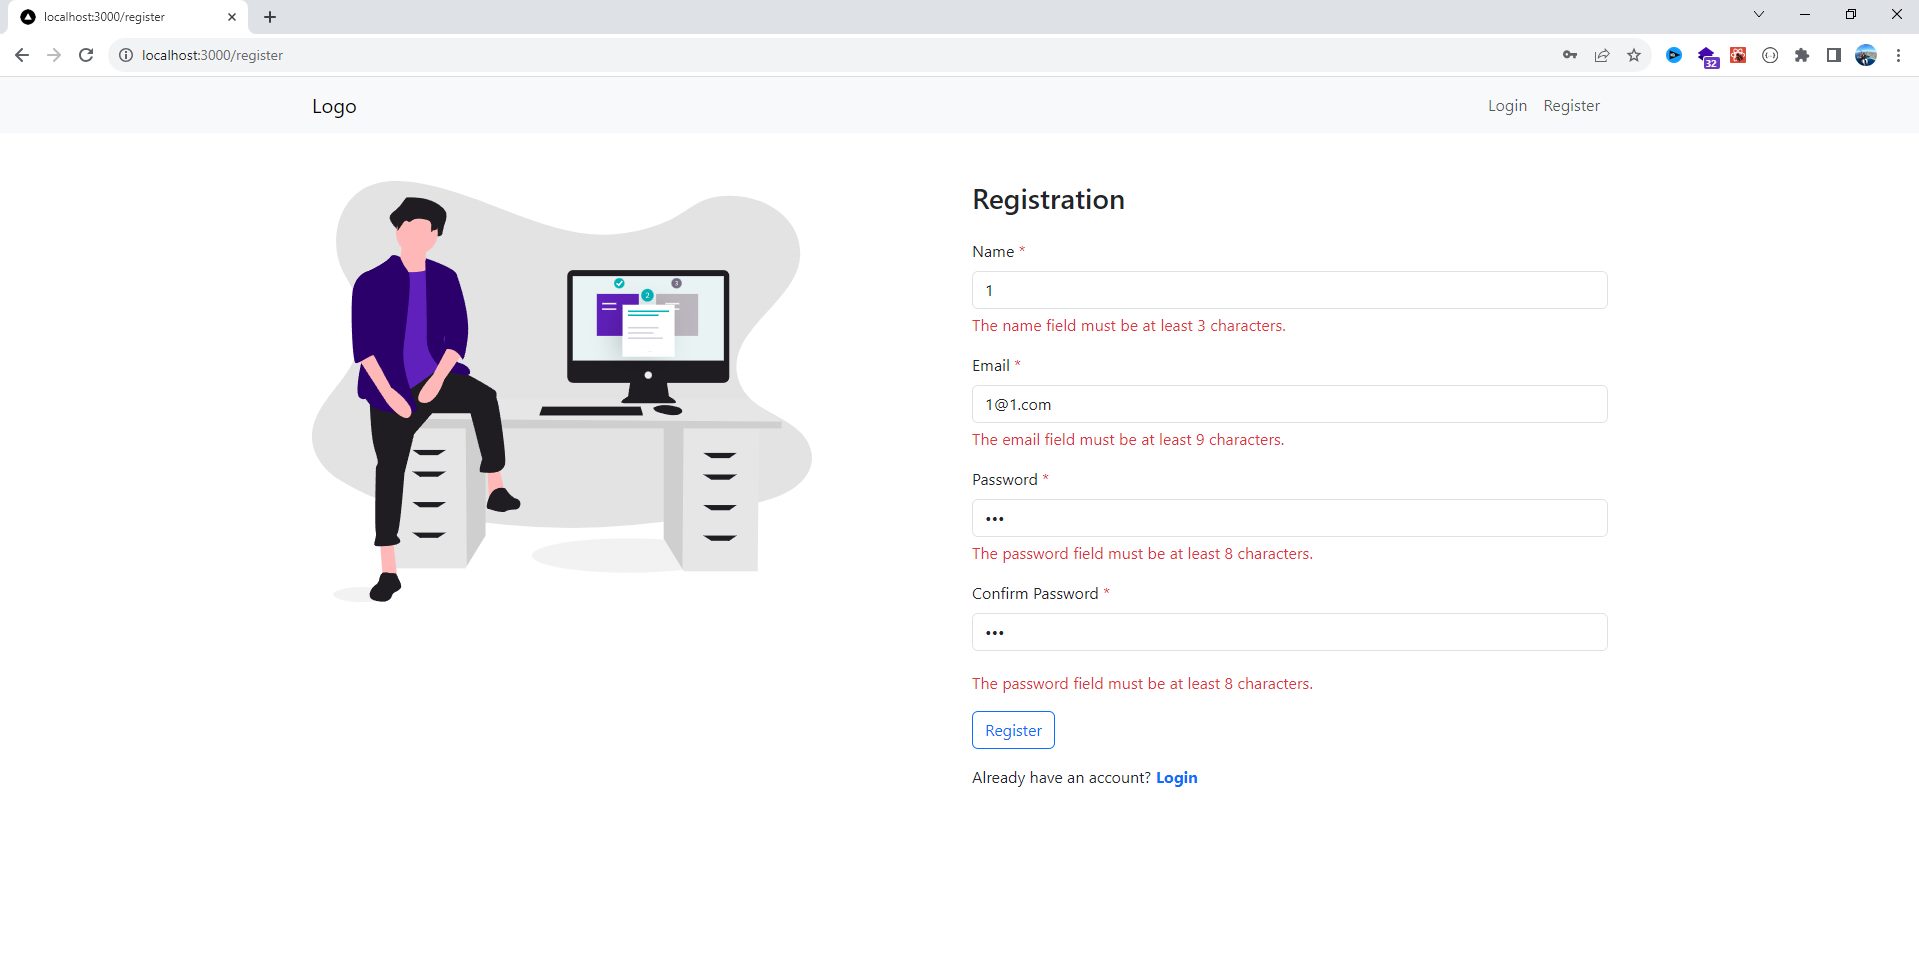 localhost:3000/register
localhost:3000/register
32
Logo
Login Register
2
3
Registration
Name *
1
The name field must be at least 3 characters.
Email *
1@1.com
The email field must be at least 9 characters.
Password *
•••
The password field must be at least 8 characters.
Confirm Password *
•••
The password field must be at least 8 characters.
Register
Already have an account? Login